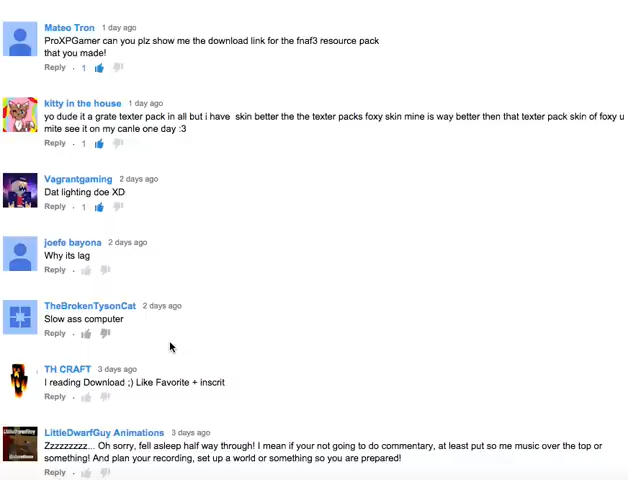 Mateo Tron 1 day ago
ProXPGamer can you plz show me the download link for the fnaf3 resource pack
that you made!
Reply · 1
kitty in the house 1 day ago
yo dude it a grate texter pack in all but i have skin better the the texter packs foxy skin mine is way better then that texter pack skin of foxy u
mite see it on my canle one day :3
Reply · 1
Vagrantgaming 2 days ago
Dat lighting doe XD
Reply · 1
joefe bayona 2 days ago
Why its lag
Reply ·
TheBrokenTysonCat 2 days ago
Slow ass computer
Reply ·
TH CRAFT 3 days ago
I reading Download ;) Like Favorite + inscrit
Reply ·
LittleDwarfGuy Animations 3 days ago
Zzzzzzzzz... Oh sorry, fell asleep half way through! I mean if your not going to do commentary, at least put so me music over the top or
something! And plan your recording, set up a world or something so you are prepared!
Reply ·